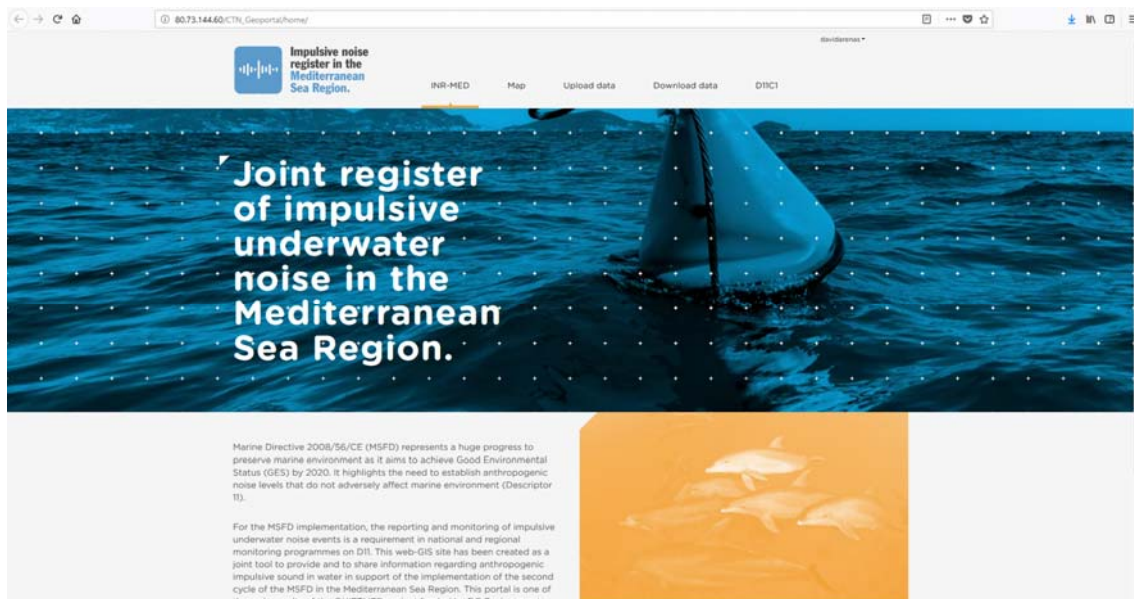 80.73.144.60/CTN_Geoportal/home/
davidarenas
Impulsive noise
register in the
Mediterranean
Sea Region.
INR-MED Map Upload data Download data D11C1
Joint register
of impulsive
underwater
noise in the
Mediterranean
Sea Region.
Marine Directive 2008/56/CE (MSFD) represents a huge progress to
preserve marine environment as it aims to achieve Good Environmental
Status (GES) by 2020. It highlights the need to establish anthropogenic
noise levels that do not adversely affect marine environment (Descriptor
11).
For the MSFD implementation, the reporting and monitoring of impulsive
underwater noise events is a requirement in national and regional
monitoring programmes on D11. This web-GIS site has been created as a
joint tool to provide and to share information regarding anthropogenic
impulsive sound in water in support of the implementation of the second
cycle of the MSFD in the Mediterranean Sea Region. This portal is one of